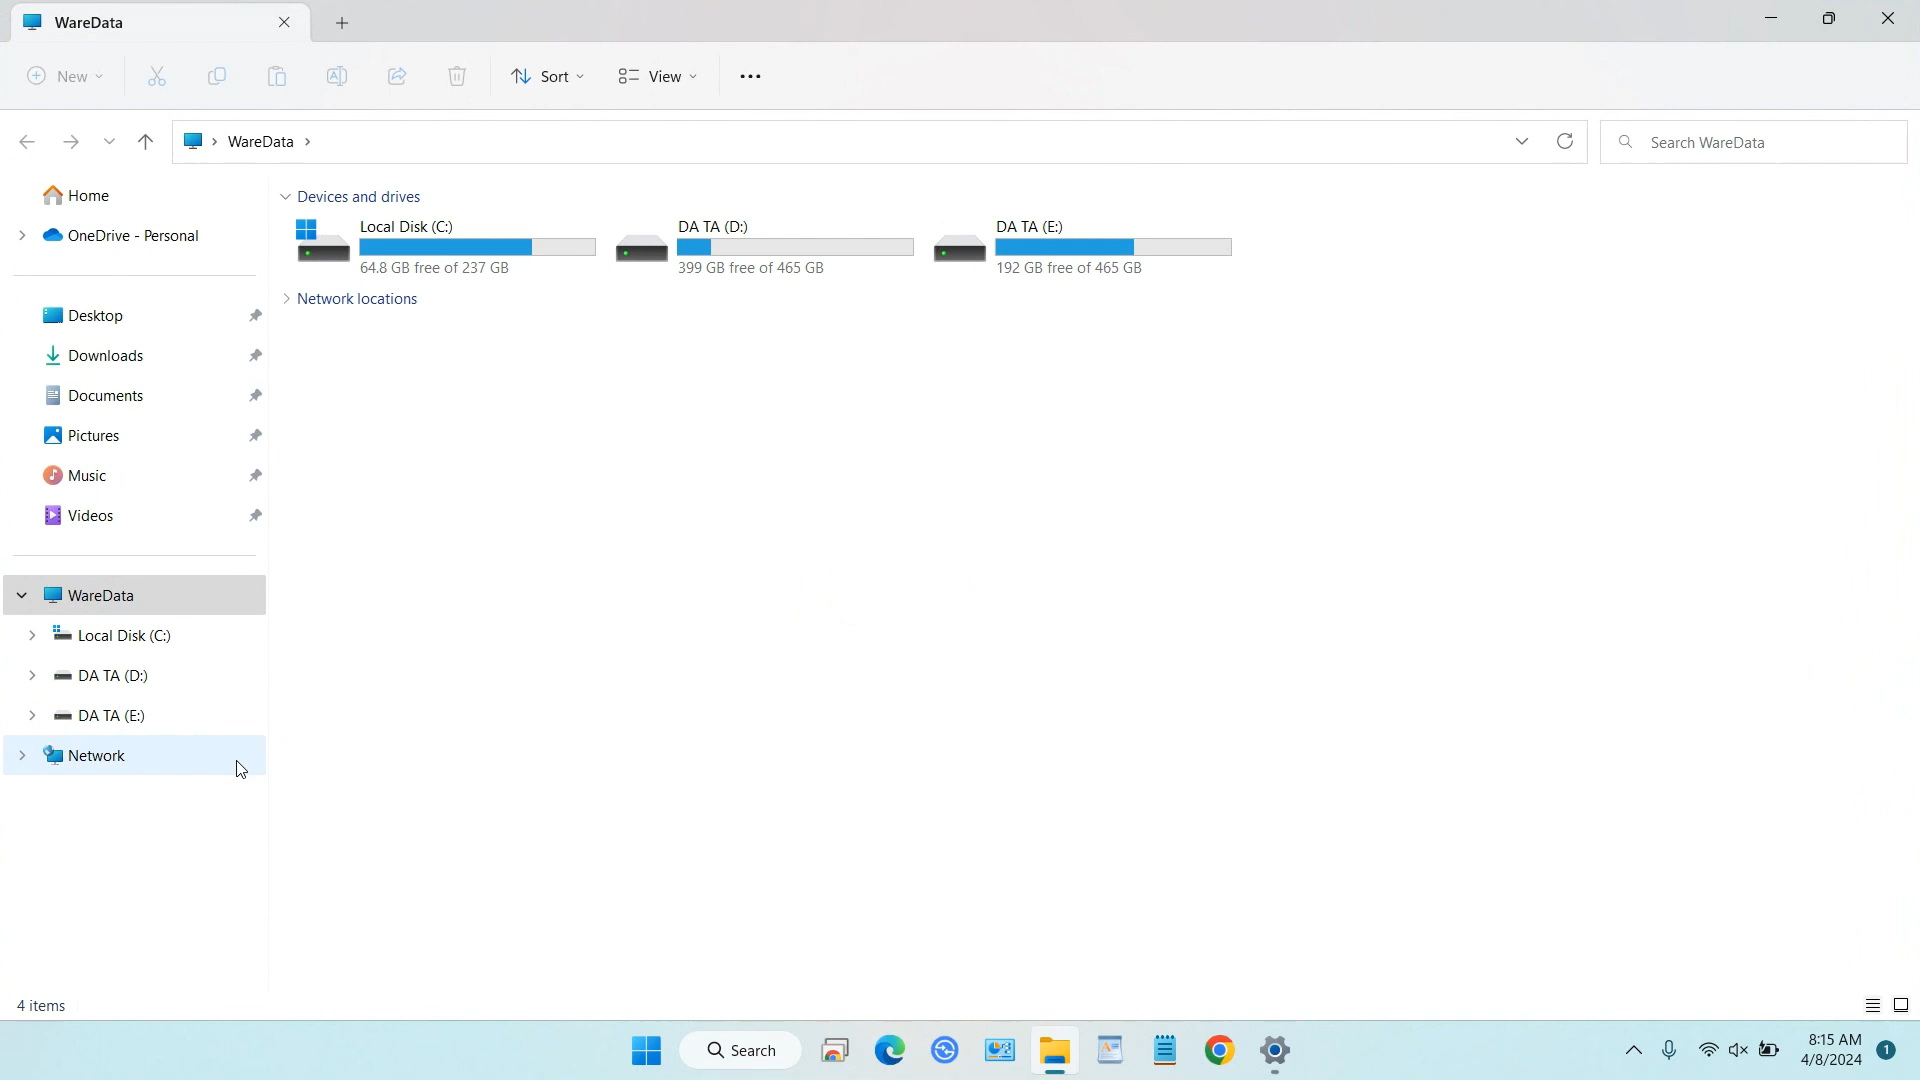 WareData
New
Sort
View
WareData
Search WareData
Home
OneDrive - Personal
Desktop
Downloads
Documents
Pictures
Music
Videos
WareData
Local Disk (C:)
DA TA (D:)
DA TA (E:)
Network
Devices and drives
Local Disk (C:)
64.8 GB free of 237 GB
DA TA (D:)
399 GB free of 465 GB
DA TA (E:)
192 GB free of 465 GB
Network locations
4 items
Search
8:15 AM
4/8/2024
1